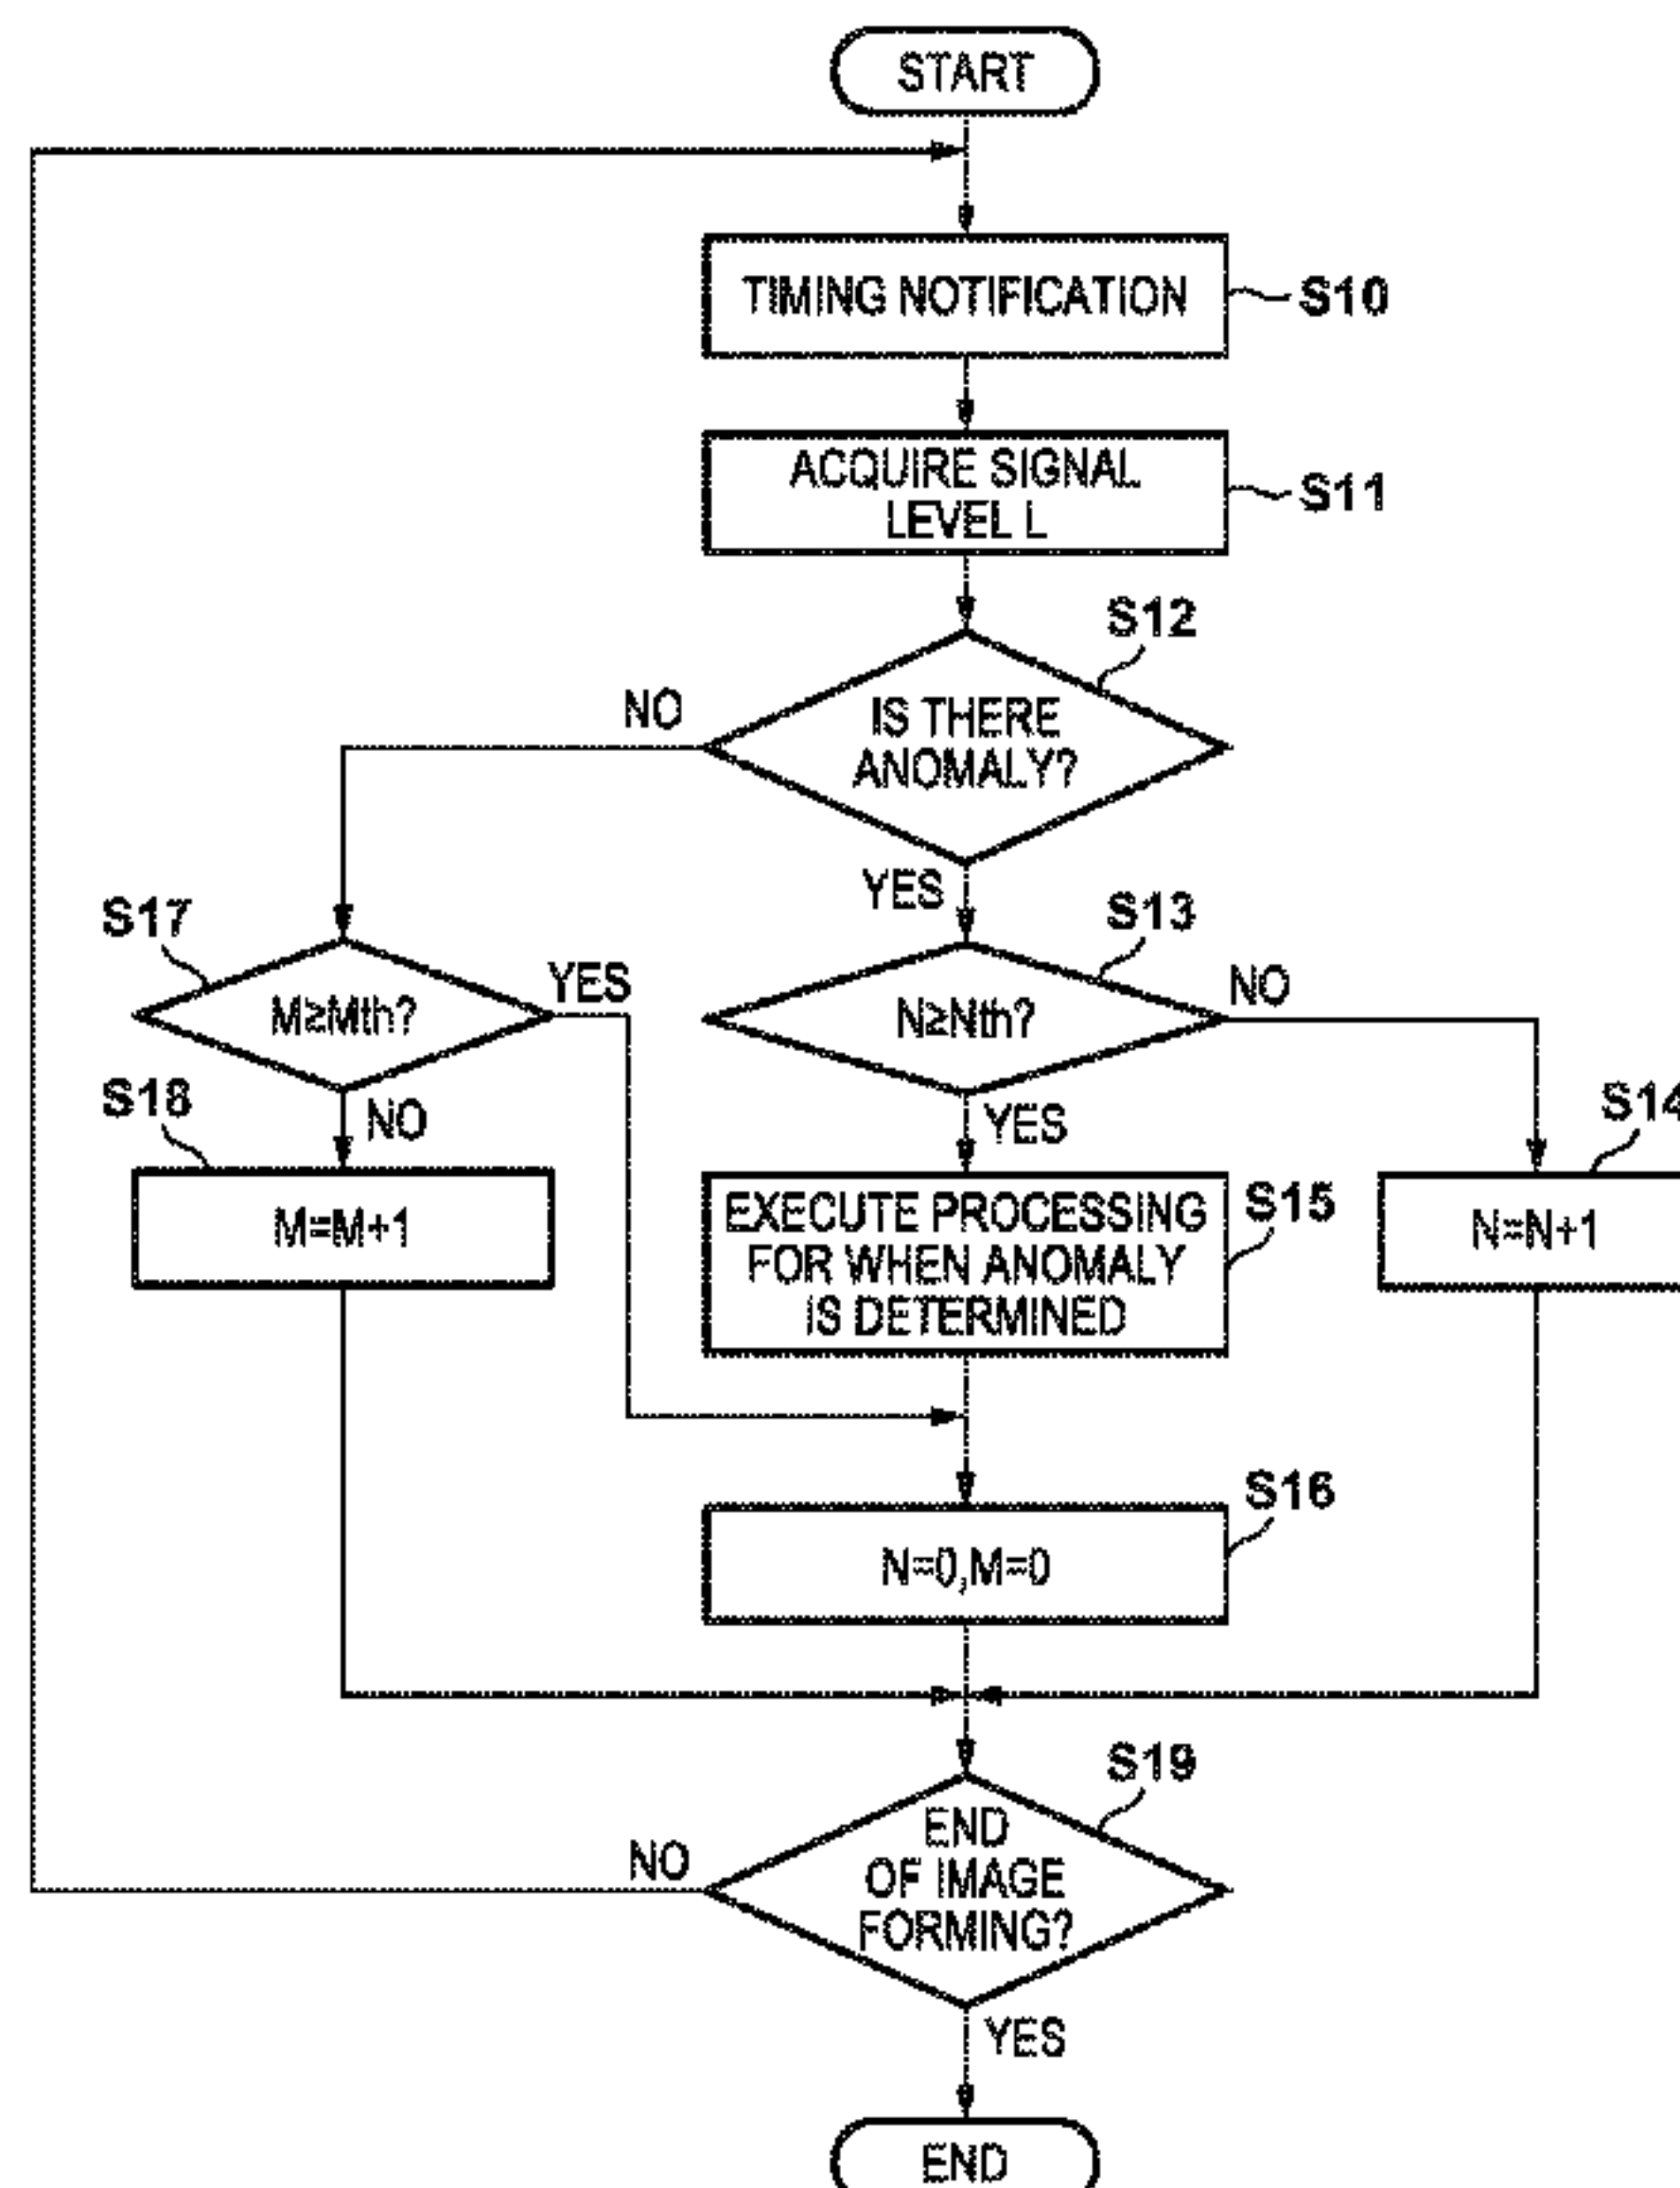 START
TIMING NOTIFICATION
S10
ACQUIRE SIGNAL
LEVEL L
S11
S12
IS THERE
ANOMALY?
NO
YES
S17
M≥Mth?
YES
NO
S13
N≥Nth?
NO
YES
S18
M=M+1
EXECUTE PROCESSING
FOR WHEN ANOMALY
IS DETERMINED
S15
S14
N=N+1
S16
N=0,M=0
S19
END
OF IMAGE
FORMING?
NO
YES
END